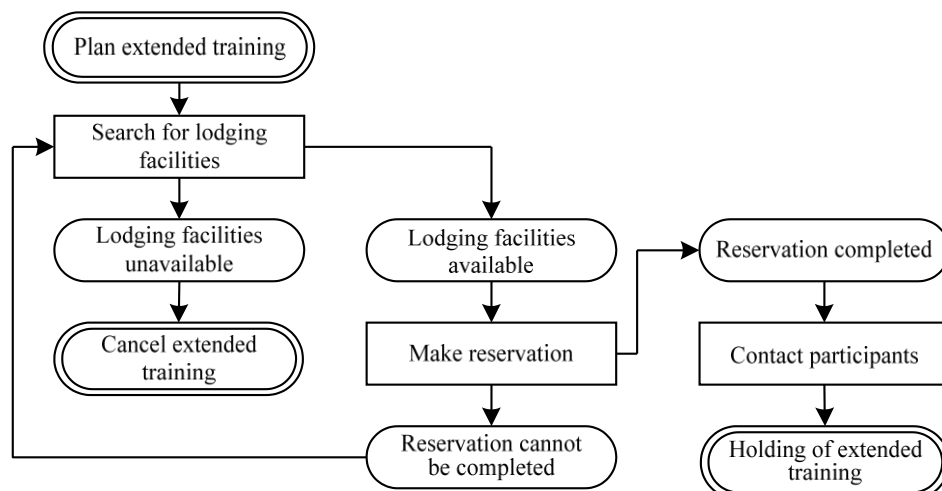 Plan extended training
Search for lodging
facilities
Lodging facilities
unavailable
Lodging facilities
available
Reservation completed
Cancel extended
training
Make reservation
Contact participants
Reservation cannot
be completed
Holding of extended
training